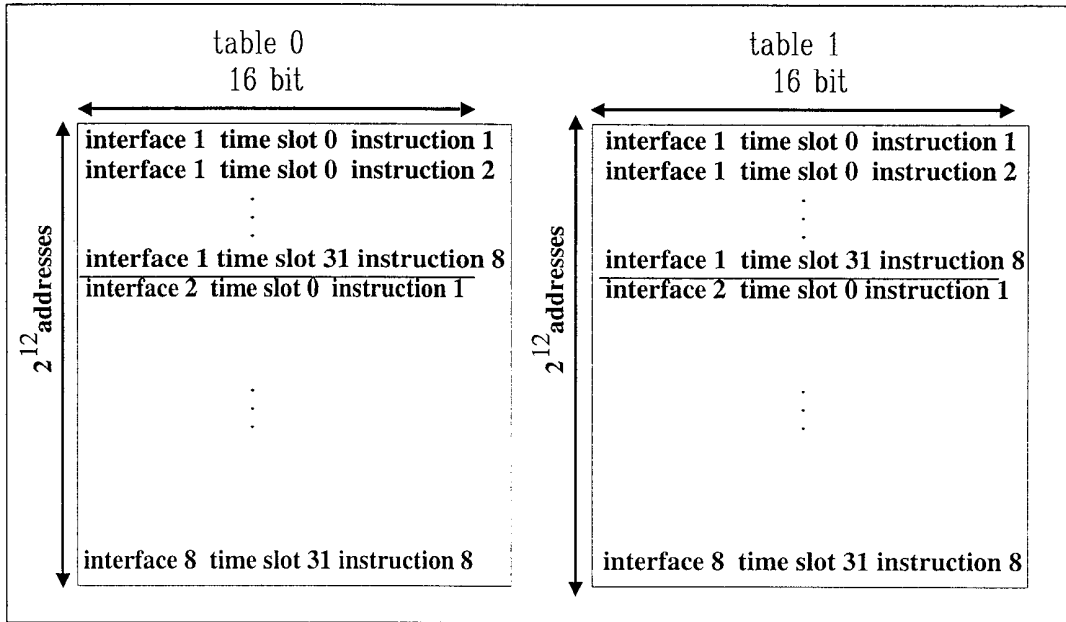 table 0
16 bit
2^12 addresses
interface 1 time slot 0 instruction 1
interface 1 time slot 0 instruction 2
interface 1 time slot 31 instruction 8
interface 2 time slot 0 instruction 1
interface 8 time slot 31 instruction 8
table 1
16 bit
2^12 addresses
interface 1 time slot 0 instruction 1
interface 1 time slot 0 instruction 2
interface 1 time slot 31 instruction 8
interface 2 time slot 0 instruction 1
interface 8 time slot 31 instruction 8